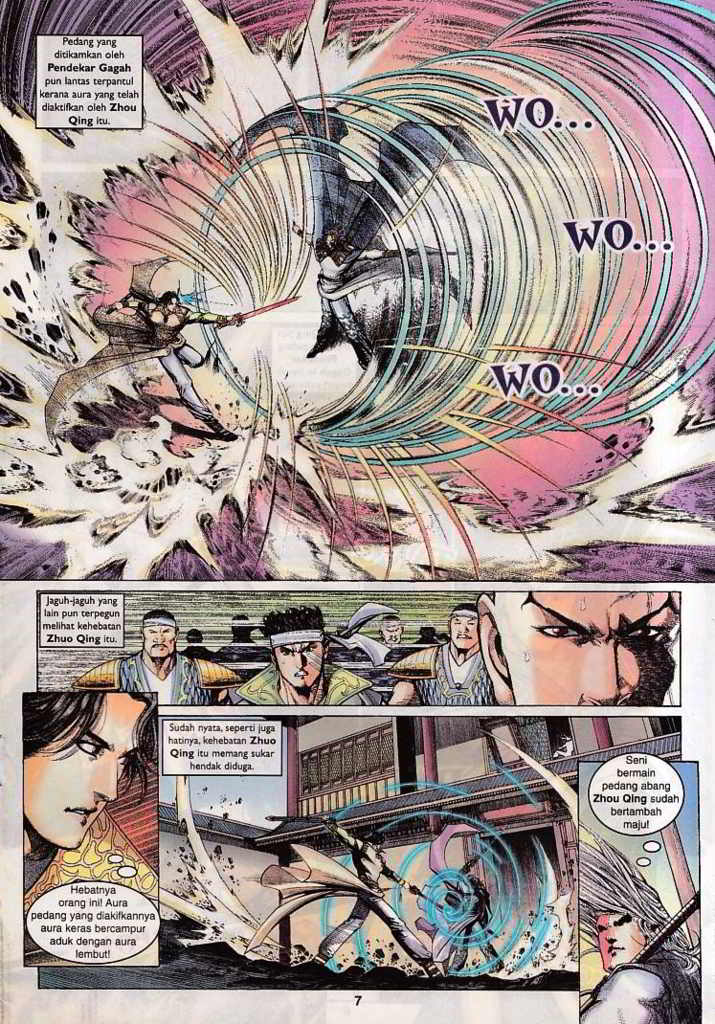 Pedang yang
ditikamkan oleh
Pendekar Gagah
pun lantas terpantul
kerana aura yang telah
diaktifkan oleh Zhou
Qing itu.
WO...
WO...
WO...
Jaguh-jaguh yang
lain pun terpegun
melihat kehebatan
Zhuo Qing itu.
Sudah nyata, seperti juga
hatinya, kehebatan Zhuo
Qing itu memang sukar
hendak diduga.
Seni
bermain
pedang abang
Zhou Qing sudah
bertambah
maju!
Hebatnya
orang ini! Aura
pedang yang diakifkannya
aura keras bercampur
aduk dengan aura
lembut!
7